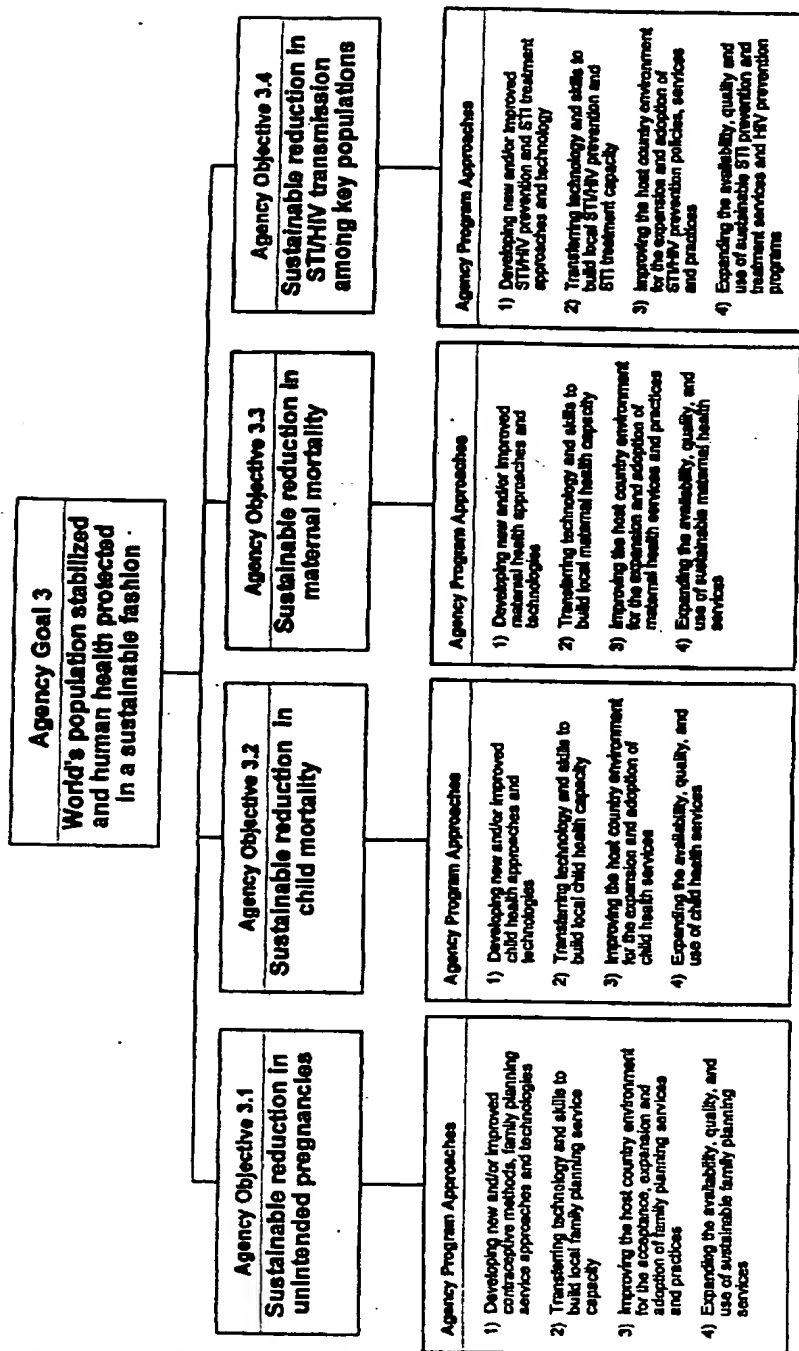 Agency Goal 3
World's population stabilized
and human health protected
in a sustainable fashion
Agency Objective 3.1
Sustainable reduction in
unintended pregnancies
Agency Objective 3.2
Sustainable reduction in
child mortality
Agency Objective 3.3
Sustainable reduction in
maternal mortality
Agency Objective 3.4
Sustainable reduction in
STI/HIV transmission
among key populations
Agency Program Approaches
1) Developing new and/or improved
contraceptive methods, family planning
service approaches and technologies
2) Transferring technology and skills to
build local family planning service
capacity
3) Improving the host country environment
for the acceptance, expansion and
adoption of family planning services
and practices
4) Expanding the availability, quality, and
use of sustainable family planning
services
Agency Program Approaches
1) Developing new and/or improved
child health approaches and
technologies
2) Transferring technology and skills to
build local child health capacity
3) Improving the host country environment
for the expansion and adoption of
child health services
4) Expanding the availability, quality, and
use of child health services
Agency Program Approaches
1) Developing new and/or improved
maternal health approaches and
technologies
2) Transferring technology and skills to
build local maternal health capacity
3) Improving the host country environment
for the expansion and adoption of
maternal health services and practices
4) Expanding the availability, quality, and
use of sustainable maternal health
services
Agency Program Approaches
1) Developing new and/or improved
STI/HIV prevention and STI treatment
approaches and technology
2) Transferring technology and skills to
build local STI/HIV prevention and
STI treatment capacity
3) Improving the host country environment
for the expansion and adoption of
STI/HIV prevention policies, services
and practices
4) Expanding the availability, quality and
use of sustainable STI prevention and
treatment services and HIV prevention
programs